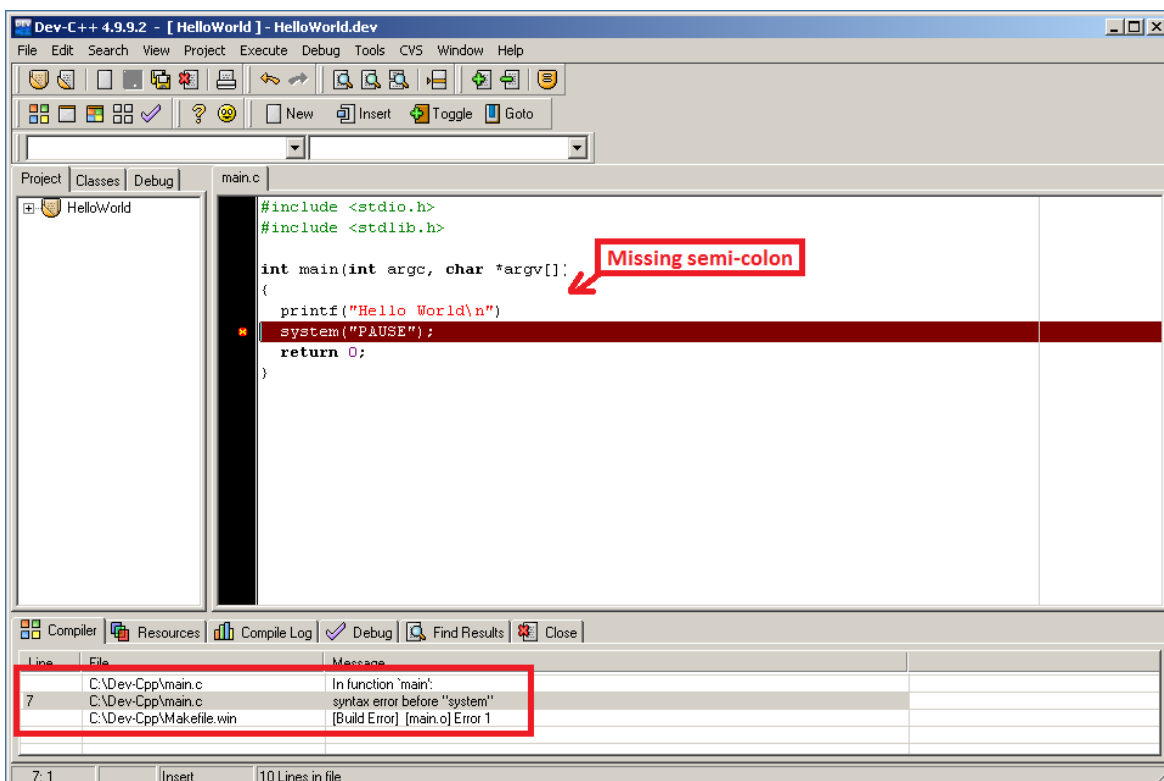 Dev-C++ 4.9.9.2 - [ HelloWorld ] - HelloWorld.dev
File Edit Search View Project Execute Debug Tools CVS Window Help
New Insert Toggle Goto
Project Classes Debug main.c
HelloWorld
#include <stdio.h>
#include <stdlib.h>
int main(int argc, char *argv[])
Missing semi-colon
{
printf("Hello World\n")
system("PAUSE");
return 0;
}
Compiler Resources Compile Log Debug Find Results Close
Line File Message
C:\Dev-Cpp\main.c In function `main':
7 C:\Dev-Cpp\main.c syntax error before "system"
C:\Dev-Cpp\Makefile.win [Build Error] [main.o] Error 1
7: 1 Insert 10 Lines in file